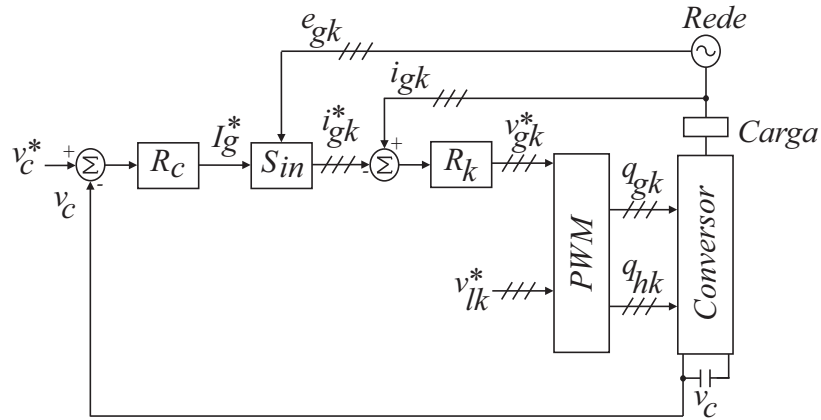 e_gk
Rede
i_gk
v_c^* + Σ -
v_c
R_c
I_g^*
S_in
i_gk^*
- Σ +
R_k
v_gk^*
Carga
PWM
q_gk
v_lk^*
q_hk
Conversor
v_c